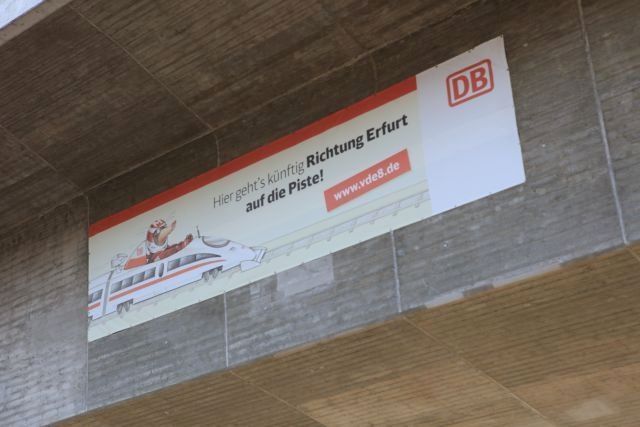 DB
Hier geht's künftig Richtung Erfurt
auf die Piste!
www.vde8.de